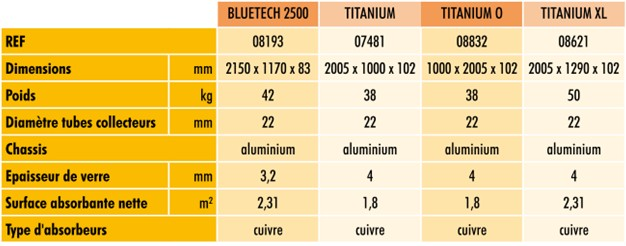 BLUETECH 2500 TITANIUM TITANIUM O TITANIUM XL
REF 08193 07481 08832 08621
Dimensions mm 2150 x 1170 x 83 2005 x 1000 x 102 1000 x 2005 x 102 2005 x 1290 x 102
Poids kg 42 38 38 50
Diamètre tubes collecteurs mm 22 22 22 22
Chassis aluminium aluminium aluminium aluminium
Epaisseur de verre mm 3,2 4 4 4
Surface absorbante nette m² 2,31 1,8 1,8 2,31
Type d'absorbeurs cuivre cuivre cuivre cuivre